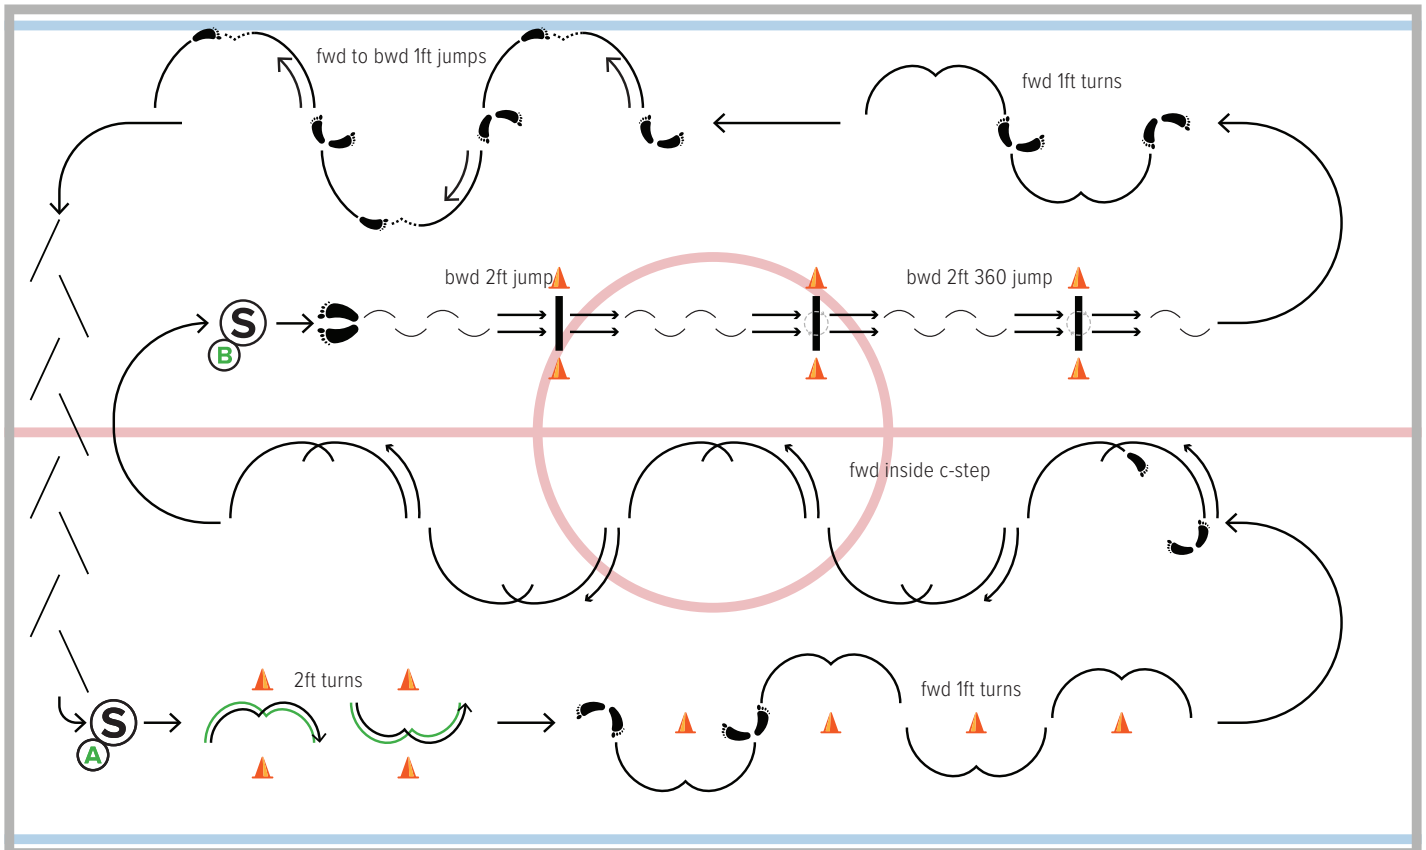 fwd to bwd 1ft jumps
fwd 1ft turns
bwd 2ft jump
bwd 2ft 360 jump
S
B
fwd inside c-step
2ft turns
fwd 1ft turns
S
A